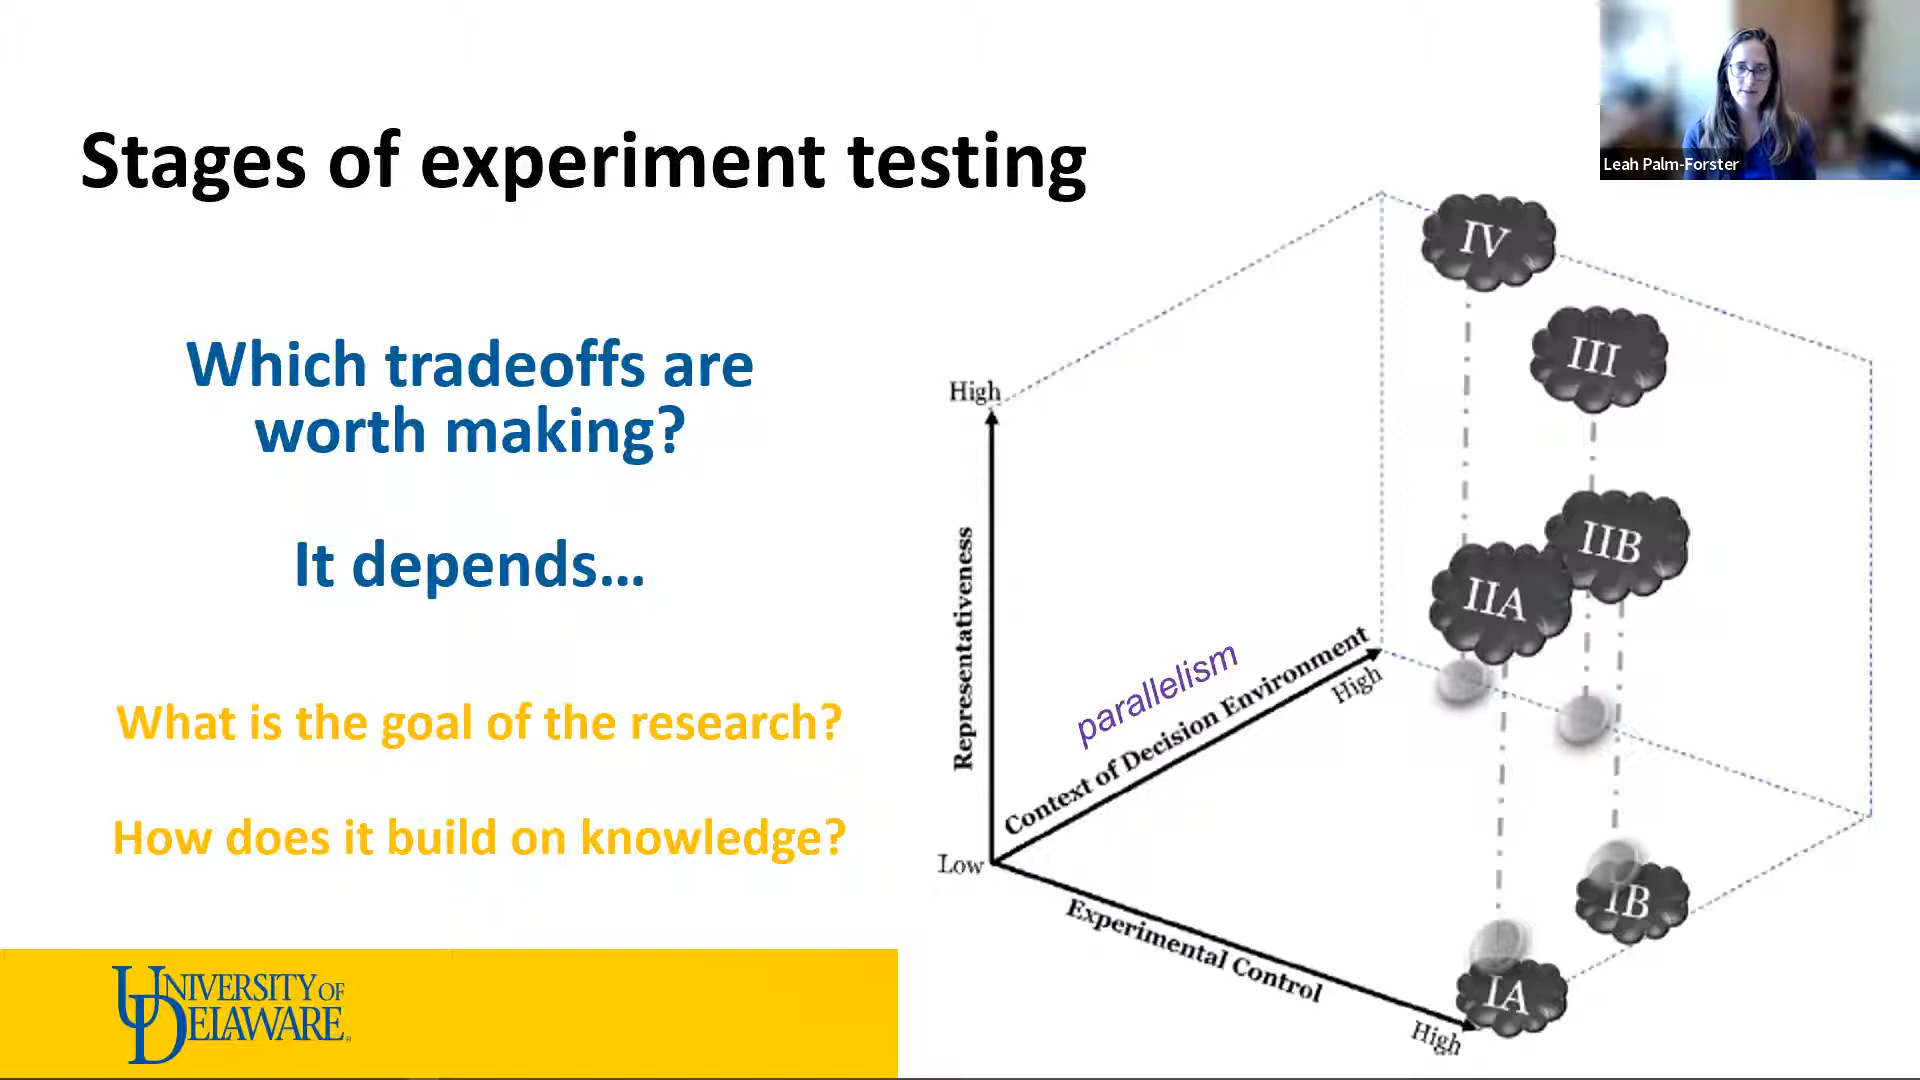 Leah Palm-Forster
Stages of experiment testing
Which tradeoffs are
worth making?
It depends...
What is the goal of the research?
How does it build on knowledge?
UNIVERSITY OF
DELAWARE
High
Representativeness
Low
parallelism
Context of Decision Environment
High
Experimental Control
High
IV
III
IIB
IIA
IB
IA